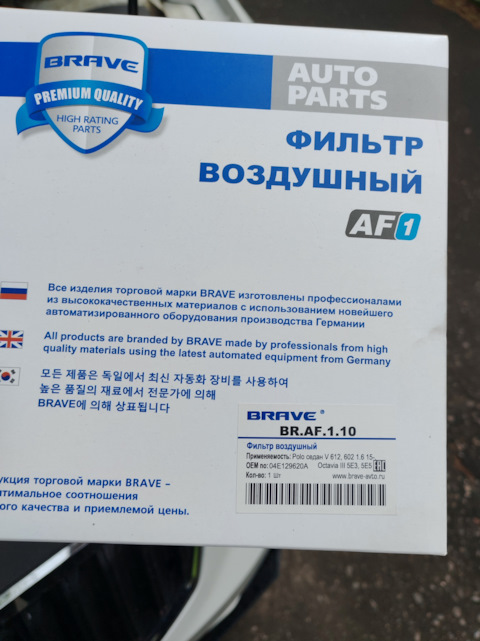 BRAVE
PREMIUM QUALITY
HIGH RATING
PARTS
AUTO
PARTS
ФИЛЬТР
ВОЗДУШНЫЙ
AF1
Все изделия торговой марки BRAVE изготовлены профессионалами
из высококачественных материалов с использованием новейшего
автоматизированного оборудования производства Германии
All products are branded by BRAVE made by professionals from high
quality materials using the latest automated equipment from Germany
모든 제품은 독일에서 최신 자동화 장비를 사용하여
높은 품질의 재료에서 전문가에 의해
BRAVE에 의해 상표됩니다
BRAVE®
BR.AF.1.10
Фильтр воздушный
Применяемость: Polo седан V 612, 602 1.6 15-,
OEM no: 04E129620A Octavia III 5E3, 5E5 EAC
Кол-во: 1 шт www.brave-avto.ru
укция торговой марки BRAVE –
тимальное соотношение
ого качества и приемлемой цены.